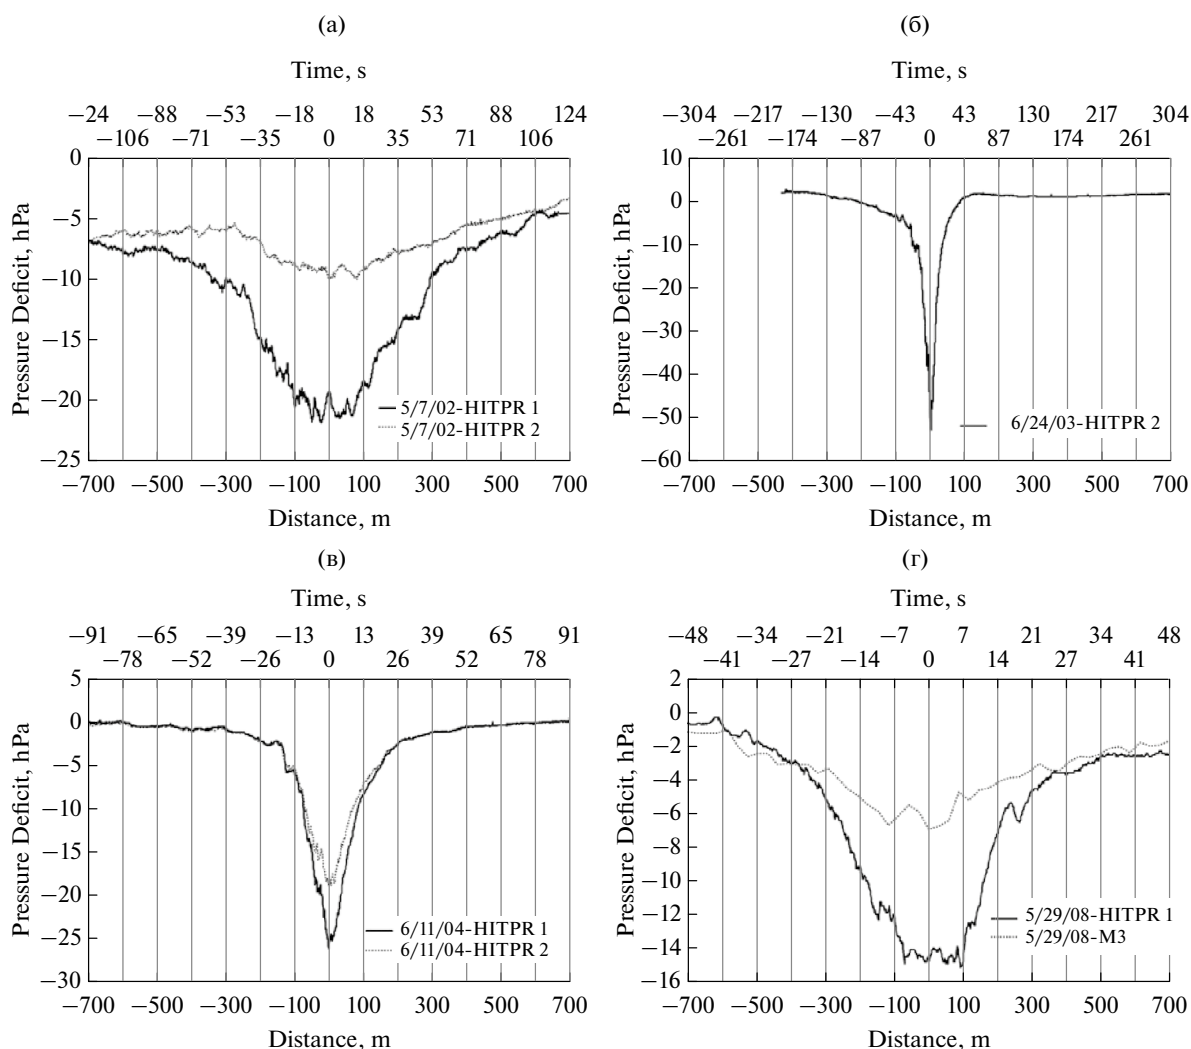 (а)
Time, s
−24 −88 −53 −18 18 53 88 124
−106 −71 −35 0 35 71 106
0
−5
−10
−15
−20
−25
Pressure Deficit, hPa
5/7/02-HITPR 1
5/7/02-HITPR 2
−700 −500 −300 −100 100 300 500 700
Distance, m
(б)
Time, s
−304 −217 −130 −43 43 130 217 304
−261 −174 −87 0 87 174 261
10
0
−10
−20
−30
−40
−50
−60
Pressure Deficit, hPa
6/24/03-HITPR 2
−700 −500 −300 −100 100 300 500 700
Distance, m
(в)
Time, s
−91 −65 −39 −13 13 39 65 91
−78 −52 −26 0 26 52 78
5
0
−5
−10
−15
−20
−25
−30
Pressure Deficit, hPa
6/11/04-HITPR 1
6/11/04-HITPR 2
−700 −500 −300 −100 100 300 500 700
Distance, m
(г)
Time, s
−48 −34 −21 −7 7 21 34 48
−41 −27 −14 0 14 27 41
2
0
−2
−4
−6
−8
−10
−12
−14
16
Pressure Deficit, hPa
5/29/08-HITPR 1
5/29/08-M3
−700 −500 −300 −100 100 300 500 700
Distance, m